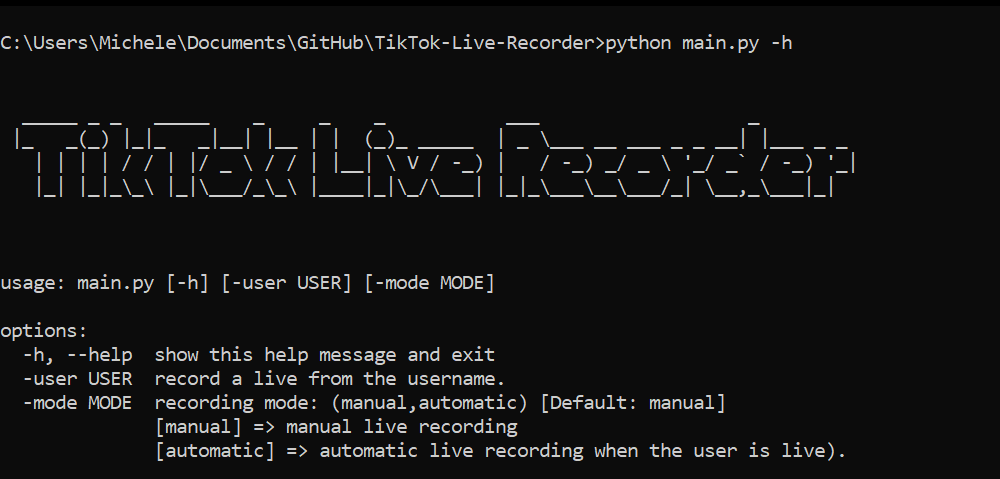 C:\Users\Michele\Documents\GitHub\TikTok-Live-Recorder>python main.py -h
TikTok Live Recorder
usage: main.py [-h] [-user USER] [-mode MODE]
options:
-h, --help show this help message and exit
-user USER record a live from the username.
-mode MODE recording mode: (manual,automatic) [Default: manual]
[manual] => manual live recording
[automatic] => automatic live recording when the user is live).